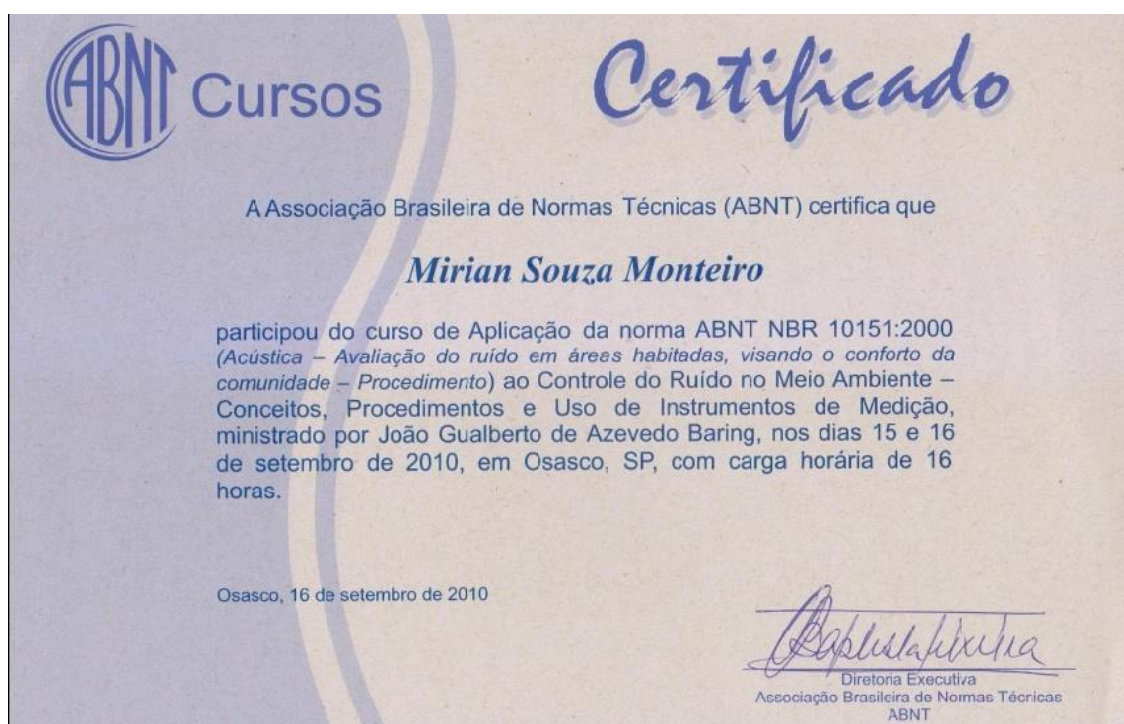 ABNT Cursos
Certificado
A Associação Brasileira de Normas Técnicas (ABNT) certifica que
Mirian Souza Monteiro
participou do curso de Aplicação da norma ABNT NBR 10151:2000
(Acústica – Avaliação do ruído em áreas habitadas, visando o conforto da
comunidade – Procedimento) ao Controle do Ruído no Meio Ambiente –
Conceitos, Procedimentos e Uso de Instrumentos de Medição,
ministrado por João Gualberto de Azevedo Baring, nos dias 15 e 16
de setembro de 2010, em Osasco, SP, com carga horária de 16
horas.
Osasco, 16 de setembro de 2010
Diretoria Executiva
Associação Brasileira de Normas Técnicas
ABNT